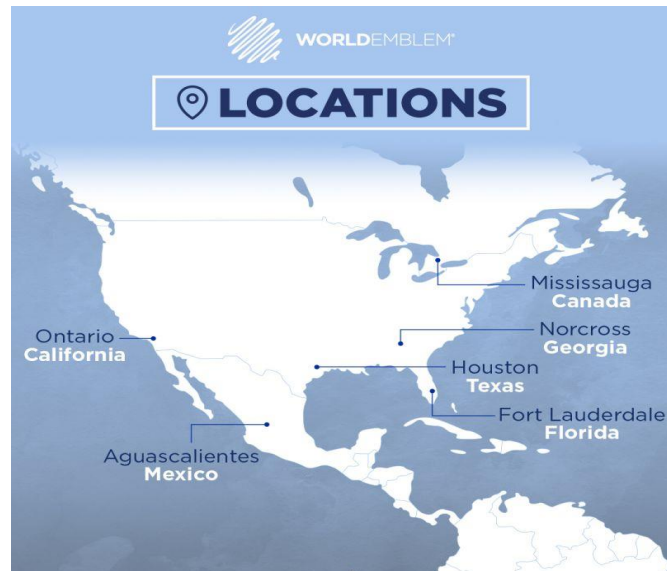 WORLDEMBLEM®
LOCATIONS
Mississauga
Canada
Norcross
Georgia
Ontario
California
Houston
Texas
Fort Lauderdale
Florida
Aguascalientes
Mexico